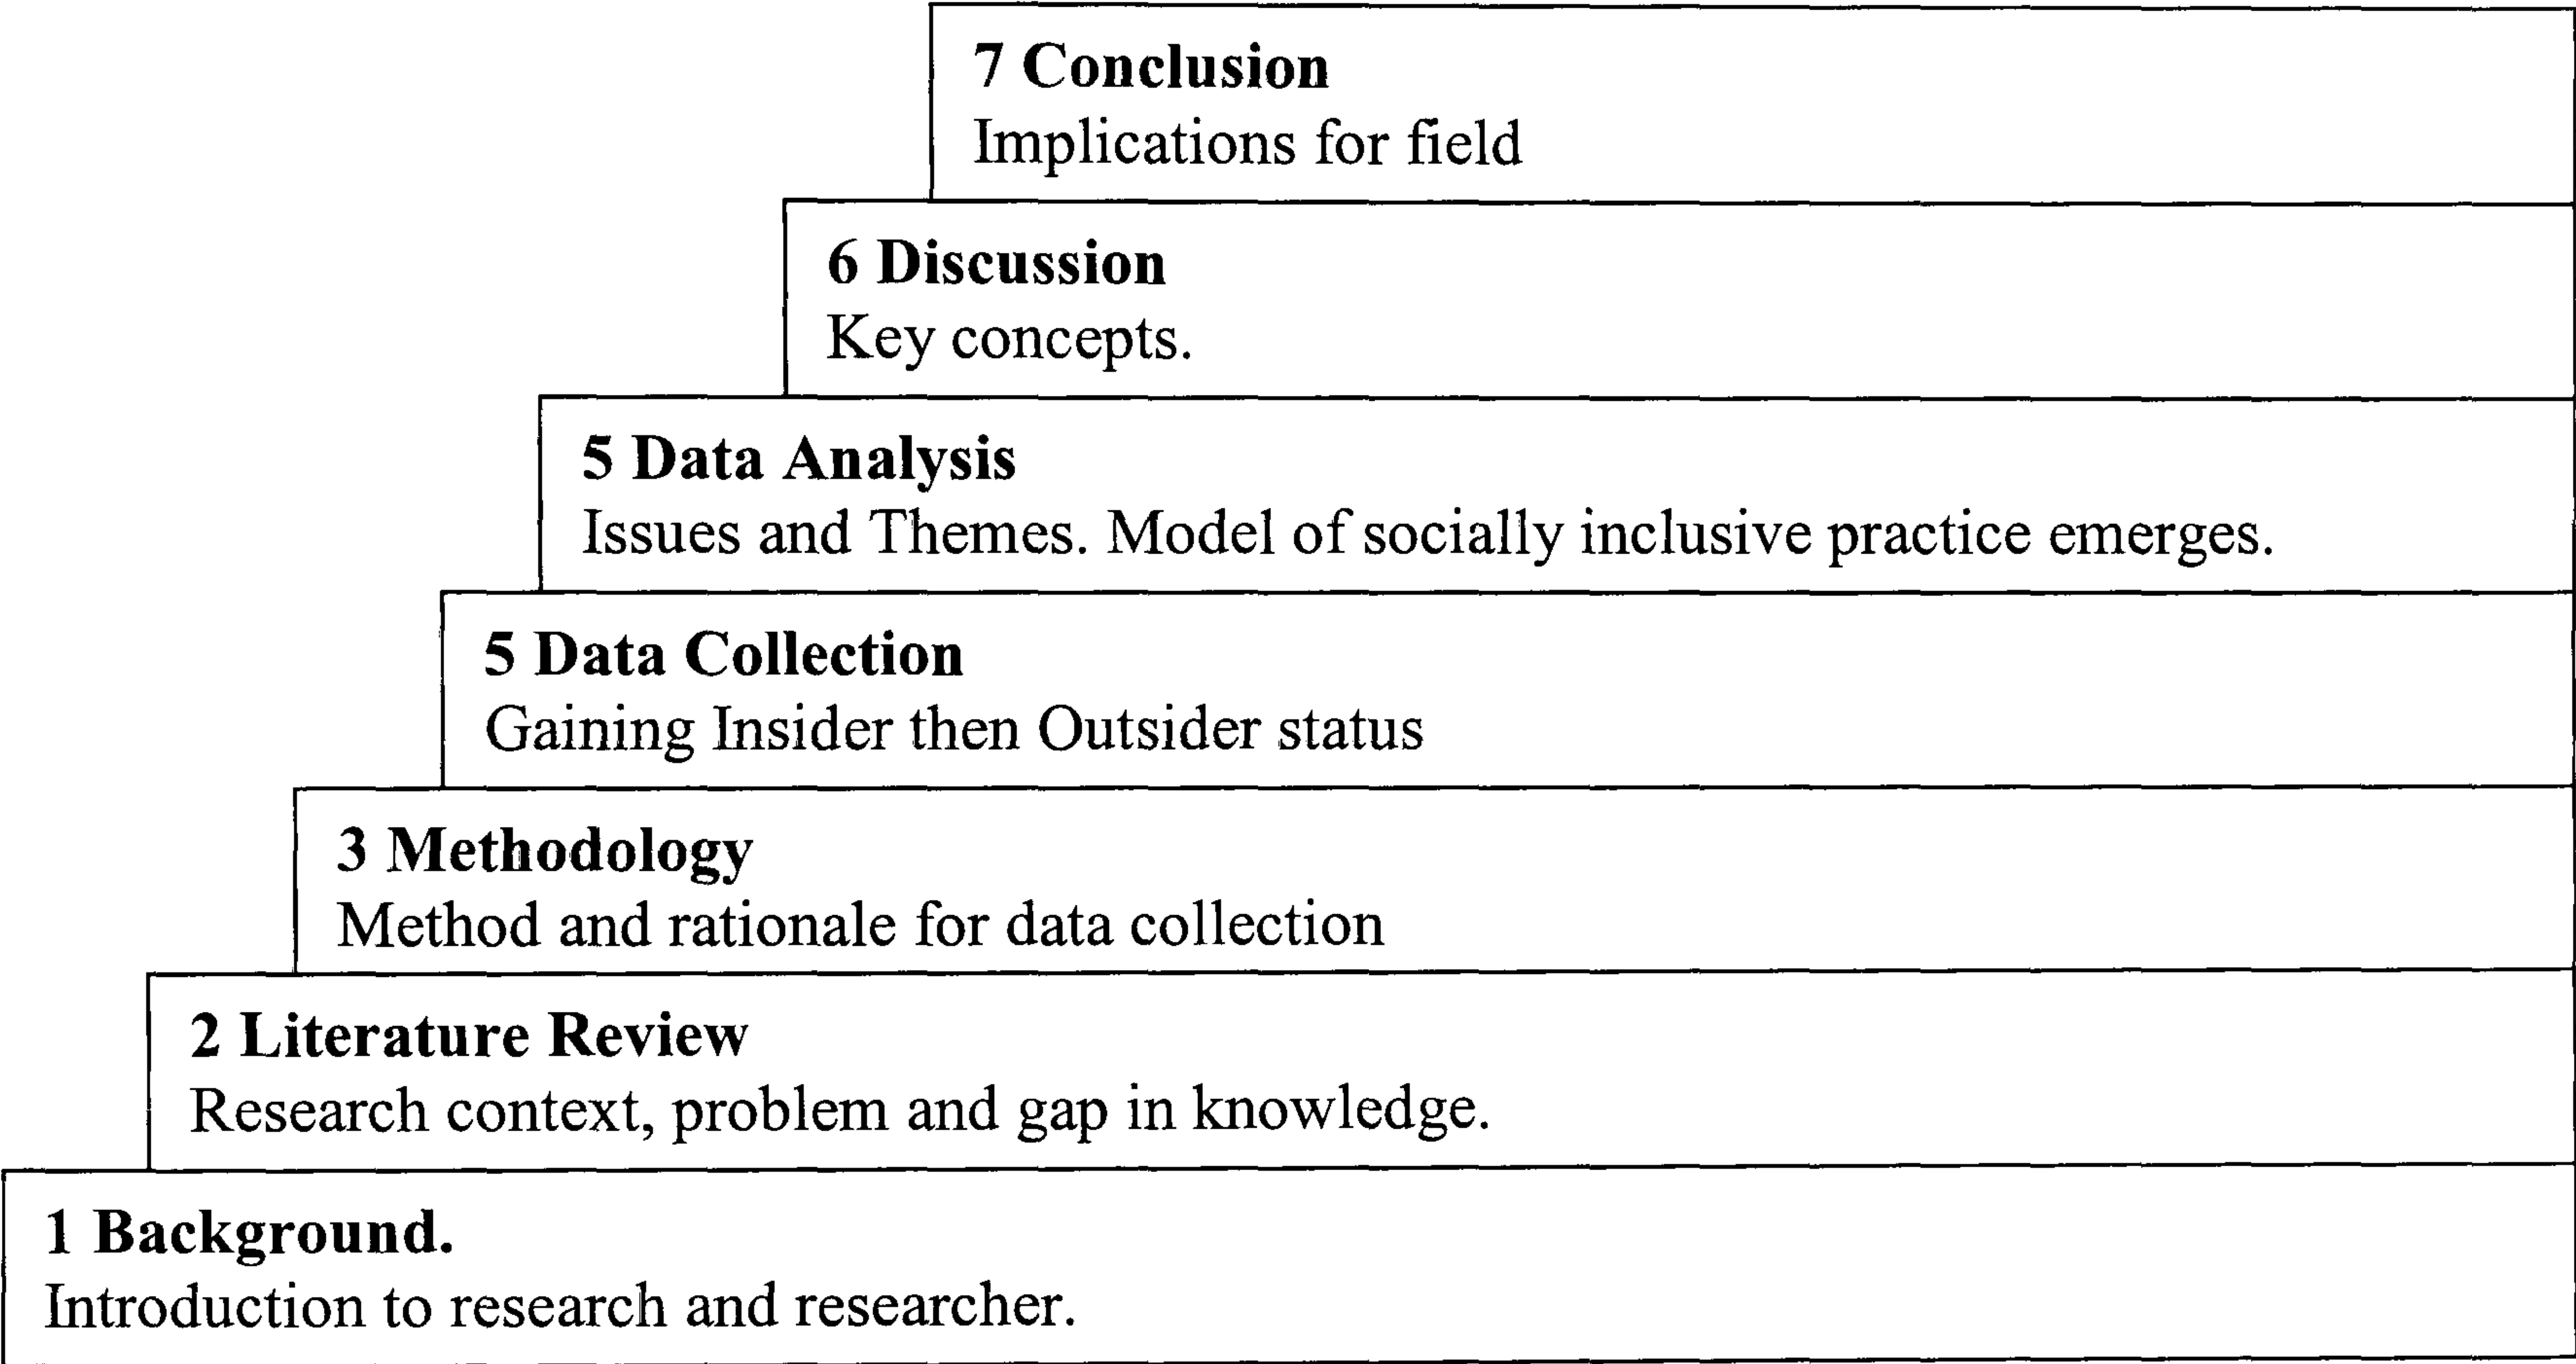 7 Conclusion
Implications for field
6 Discussion
Key concepts.
5 Data Analysis
Issues and Themes. Model of socially inclusive practice emerges.
5 Data Collection
Gaining Insider then Outsider status
3 Methodology
Method and rationale for data collection
2 Literature Review
Research context, problem and gap in knowledge.
1 Background.
Introduction to research and researcher.